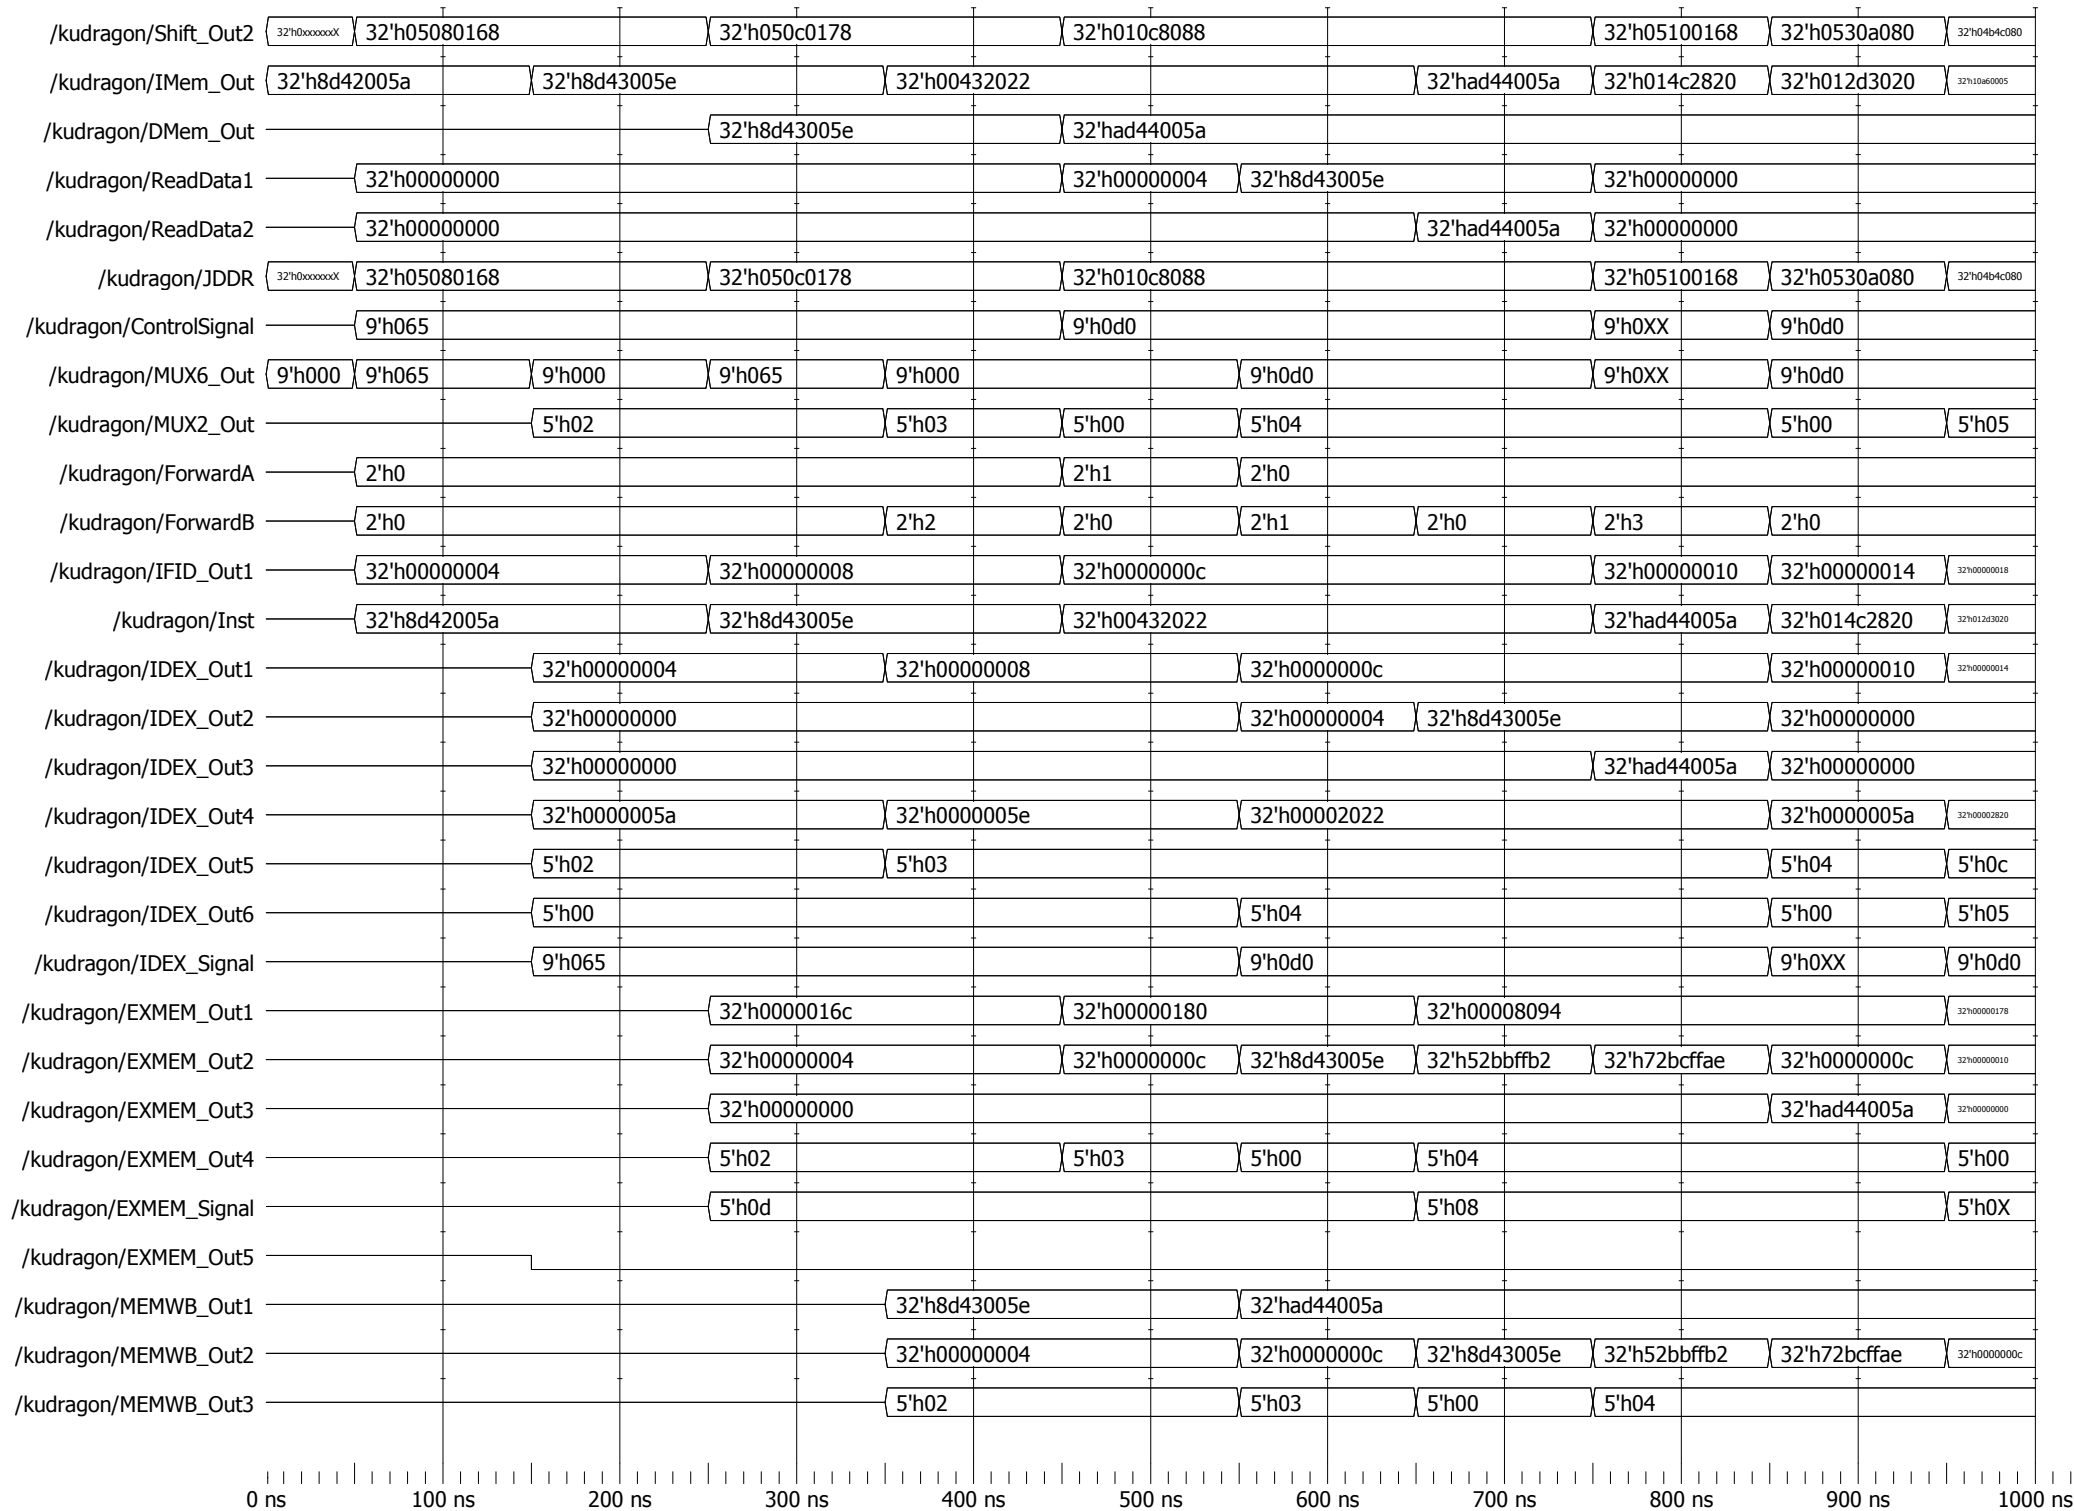 /kudragon/Shift_Out2 32'h0xxxxxxX 32'h05080168 32'h050c0178 32'h010c8088 32'h05100168 32'h0530a080 32'h04b4c080
/kudragon/IMem_Out 32'h8d42005a 32'h8d43005e 32'h00432022 32'had44005a 32'h014c2820 32'h012d3020 32'h10a60005
/kudragon/DMem_Out 32'h8d43005e 32'had44005a
/kudragon/ReadData1 32'h00000000 32'h00000004 32'h8d43005e 32'h00000000
/kudragon/ReadData2 32'h00000000 32'had44005a 32'h00000000
/kudragon/JDDR 32'h0xxxxxxX 32'h05080168 32'h050c0178 32'h010c8088 32'h05100168 32'h0530a080 32'h04b4c080
/kudragon/ControlSignal 9'h065 9'h0d0 9'h0XX 9'h0d0
/kudragon/MUX6_Out 9'h000 9'h065 9'h000 9'h065 9'h000 9'h0d0 9'h0XX 9'h0d0
/kudragon/MUX2_Out 5'h02 5'h03 5'h00 5'h04 5'h00 5'h05
/kudragon/ForwardA 2'h0 2'h1 2'h0
/kudragon/ForwardB 2'h0 2'h2 2'h0 2'h1 2'h0 2'h3 2'h0
/kudragon/IFID_Out1 32'h00000004 32'h00000008 32'h0000000c 32'h00000010 32'h00000014 32'h00000018
/kudragon/Inst 32'h8d42005a 32'h8d43005e 32'h00432022 32'had44005a 32'h014c2820 32'h012d3020
/kudragon/IDEX_Out1 32'h00000004 32'h00000008 32'h0000000c 32'h00000010 32'h00000014
/kudragon/IDEX_Out2 32'h00000000 32'h00000004 32'h8d43005e 32'h00000000
/kudragon/IDEX_Out3 32'h00000000 32'had44005a 32'h00000000
/kudragon/IDEX_Out4 32'h0000005a 32'h0000005e 32'h00002022 32'h0000005a 32'h00002820
/kudragon/IDEX_Out5 5'h02 5'h03 5'h04 5'h0c
/kudragon/IDEX_Out6 5'h00 5'h04 5'h00 5'h05
/kudragon/IDEX_Signal 9'h065 9'h0d0 9'h0XX 9'h0d0
/kudragon/EXMEM_Out1 32'h0000016c 32'h00000180 32'h00008094 32'h00000178
/kudragon/EXMEM_Out2 32'h00000004 32'h0000000c 32'h8d43005e 32'h52bbffb2 32'h72bcffae 32'h0000000c 32'h00000010
/kudragon/EXMEM_Out3 32'h00000000 32'had44005a 32'h00000000
/kudragon/EXMEM_Out4 5'h02 5'h03 5'h00 5'h04 5'h00
/kudragon/EXMEM_Signal 5'h0d 5'h08 5'h0X
/kudragon/EXMEM_Out5
/kudragon/MEMWB_Out1 32'h8d43005e 32'had44005a
/kudragon/MEMWB_Out2 32'h00000004 32'h0000000c 32'h8d43005e 32'h52bbffb2 32'h72bcffae 32'h0000000c
/kudragon/MEMWB_Out3 5'h02 5'h03 5'h00 5'h04
0 ns 100 ns 200 ns 300 ns 400 ns 500 ns 600 ns 700 ns 800 ns 900 ns 1000 ns